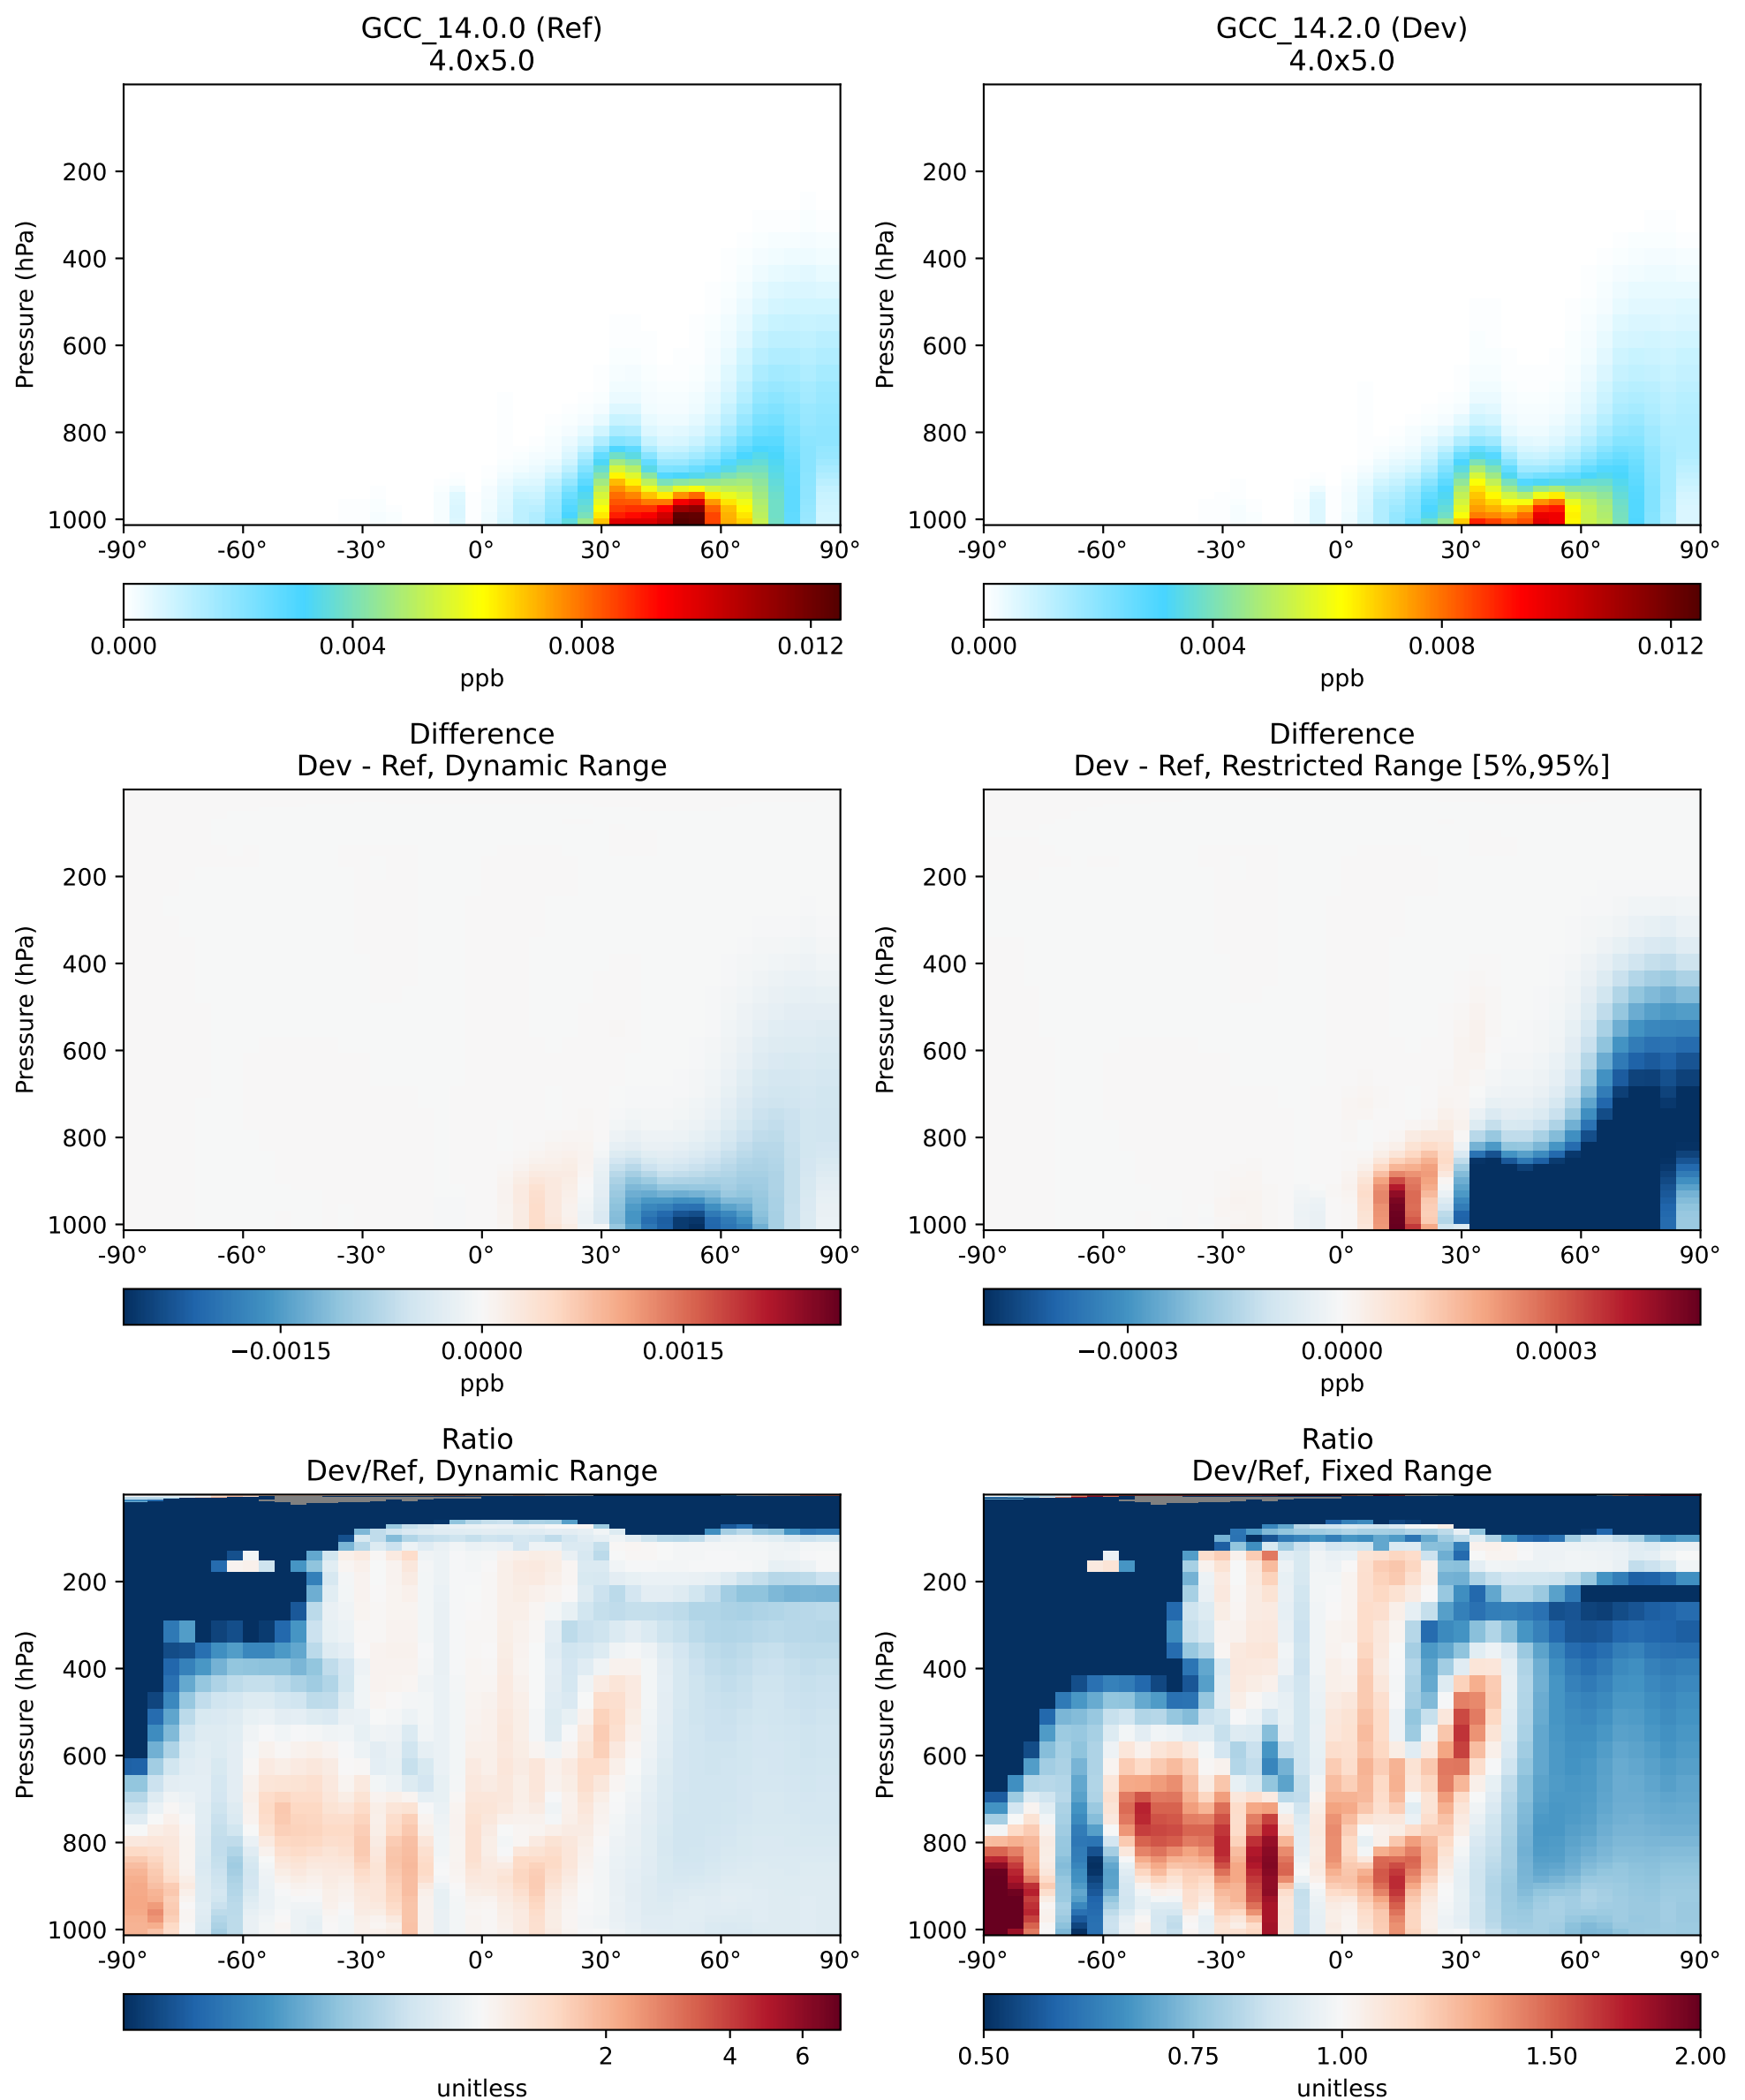 GCC_14.0.0 (Ref)
4.0x5.0
Pressure (hPa)
200
400
600
800
1000
-90° -60° -30° 0° 30° 60° 90°
0.000 0.004 0.008 0.012
ppb
GCC_14.2.0 (Dev)
4.0x5.0
Pressure (hPa)
200
400
600
800
1000
-90° -60° -30° 0° 30° 60° 90°
0.000 0.004 0.008 0.012
ppb
Difference
Dev - Ref, Dynamic Range
Pressure (hPa)
200
400
600
800
1000
-90° -60° -30° 0° 30° 60° 90°
−0.0015 0.0000 0.0015
ppb
Difference
Dev - Ref, Restricted Range [5%,95%]
Pressure (hPa)
200
400
600
800
1000
-90° -60° -30° 0° 30° 60° 90°
−0.0003 0.0000 0.0003
ppb
Ratio
Dev/Ref, Dynamic Range
Pressure (hPa)
200
400
600
800
1000
-90° -60° -30° 0° 30° 60° 90°
2 4 6
unitless
Ratio
Dev/Ref, Fixed Range
Pressure (hPa)
200
400
600
800
1000
-90° -60° -30° 0° 30° 60° 90°
0.50 0.75 1.00 1.50 2.00
unitless